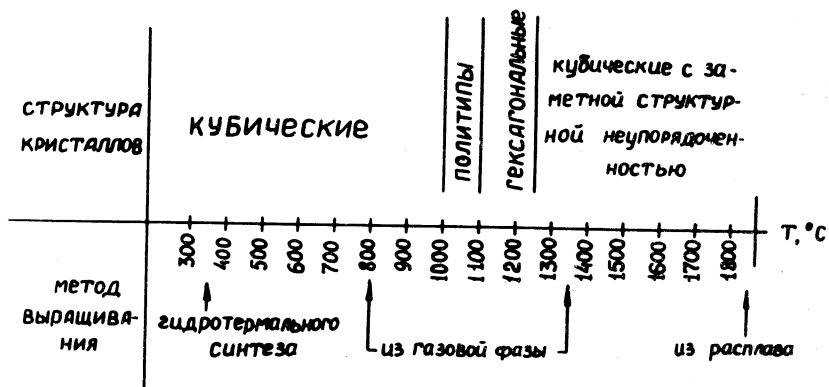 СТРУКТУРА
КРИСТАЛЛОВ
КУБИЧЕСКИЕ
ПОЛИТИПЫ
ГЕКСАГОНАЛЬНЫЕ
КУБИЧЕСКИЕ С ЗА-
МЕТНОЙ СТРУКТУР-
НОЙ НЕУПОРЯДОЧЕН-
НОСТЬЮ
300 400 500 600 700 800 900 1000 1100 1200 1300 1400 1500 1600 1700 1800
T, °C
МЕТОД
ВЫРАЩИВА-
НИЯ
ГИДРОТЕРМАЛЬНОГО
СИНТЕЗА
ИЗ ГАЗОВОЙ ФАЗЫ
ИЗ РАСПЛАВА